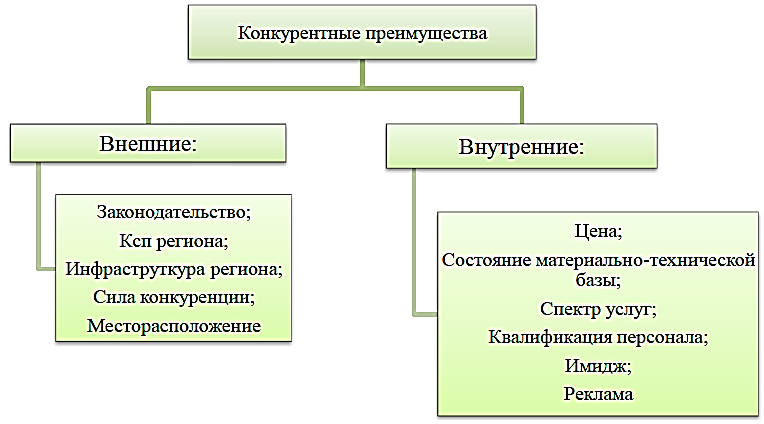 Конкурентные преимущества
Внешние:
Законодательство;
Ксп региона;
Инфраструткура региона;
Сила конкуренции;
Месторасположение
Внутренние:
Цена;
Состояние материально-технической
базы;
Спектр услуг;
Квалификация персонала;
Имидж;
Реклама